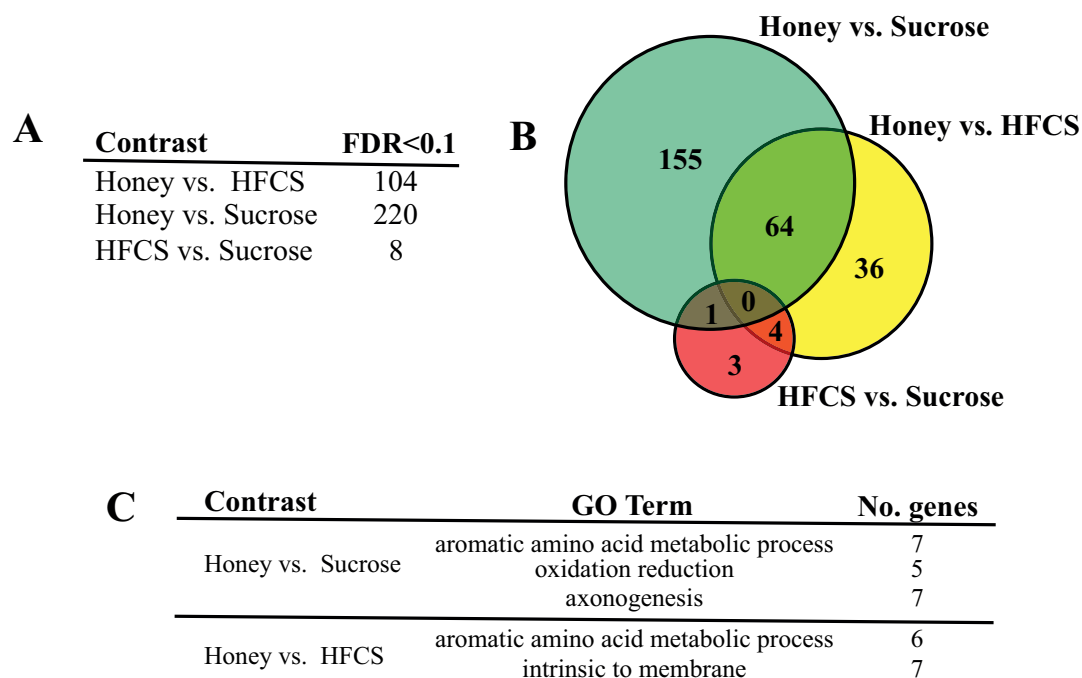 A
Contrast FDR<0.1
Honey vs. HFCS 104
Honey vs. Sucrose 220
HFCS vs. Sucrose 8
B
Honey vs. Sucrose
Honey vs. HFCS
155
64
36
0
1
4
3
HFCS vs. Sucrose
C
Contrast GO Term No. genes
Honey vs. Sucrose
aromatic amino acid metabolic process 7
oxidation reduction 5
axonogenesis 7
Honey vs. HFCS
aromatic amino acid metabolic process 6
intrinsic to membrane 7